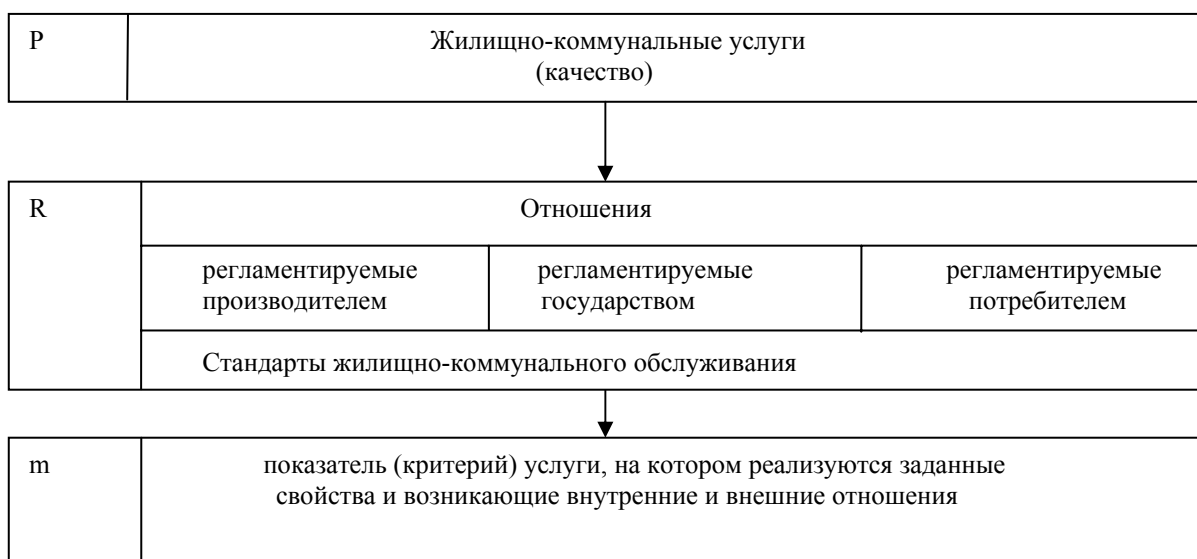 P
Жилищно-коммунальные услуги
(качество)
R
Отношения
регламентируемые
производителем
регламентируемые
государством
регламентируемые
потребителем
Стандарты жилищно-коммунального обслуживания
m
показатель (критерий) услуги, на котором реализуются заданные
свойства и возникающие внутренние и внешние отношения